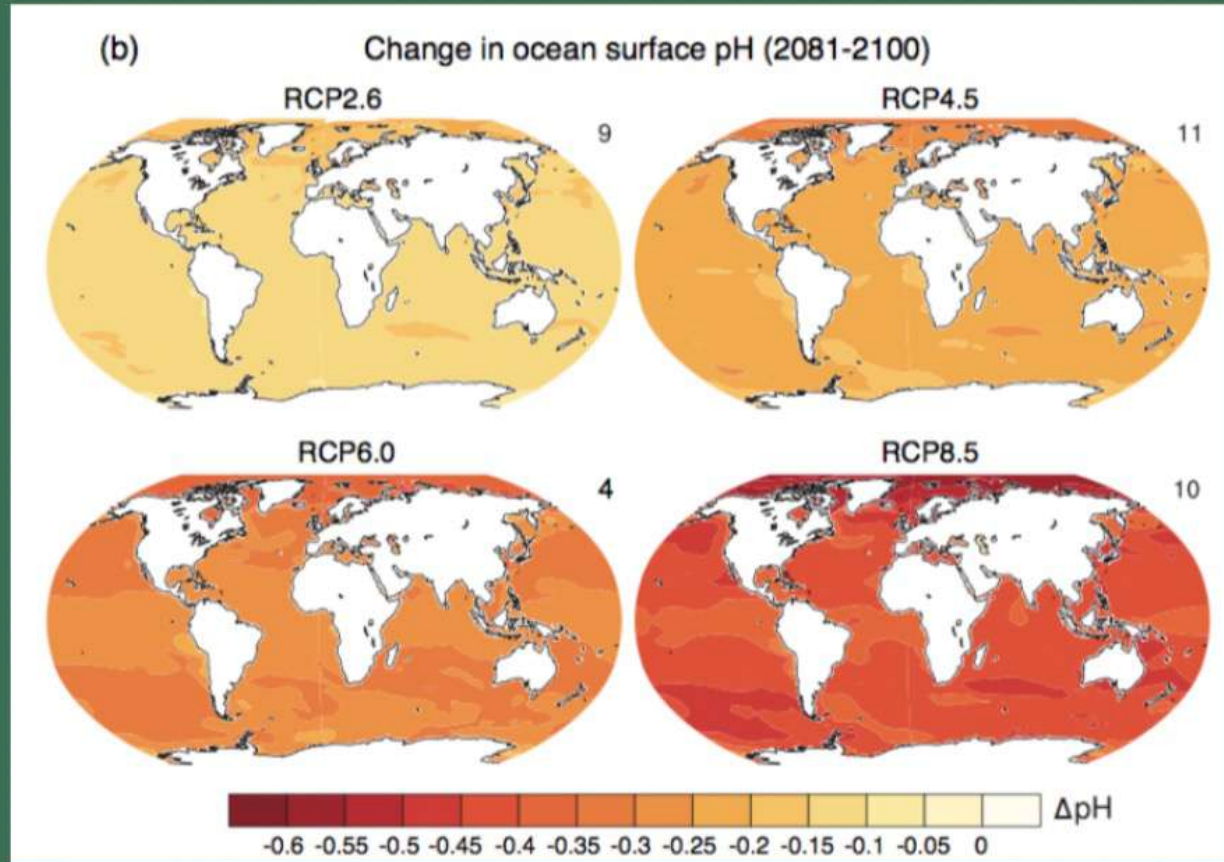 (b) Change in ocean surface pH (2081-2100)
RCP2.6
9
RCP4.5
11
RCP6.0
4
RCP8.5
10
ΔpH
-0.6 -0.55 -0.5 -0.45 -0.4 -0.35 -0.3 -0.25 -0.2 -0.15 -0.1 -0.05 0